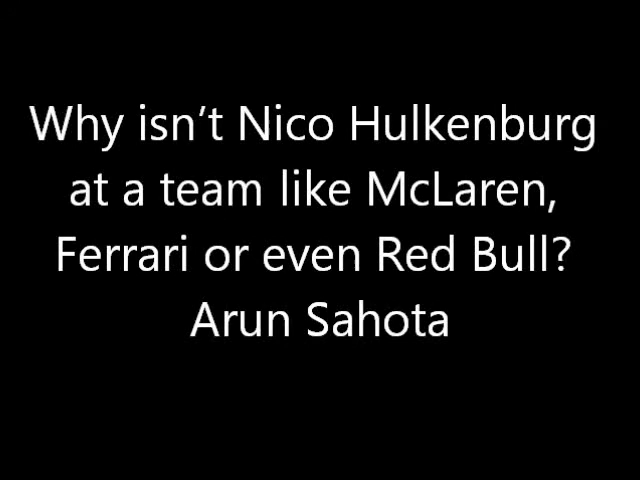 Why isn’t Nico Hulkenburg
at a team like McLaren,
Ferrari or even Red Bull?
Arun Sahota